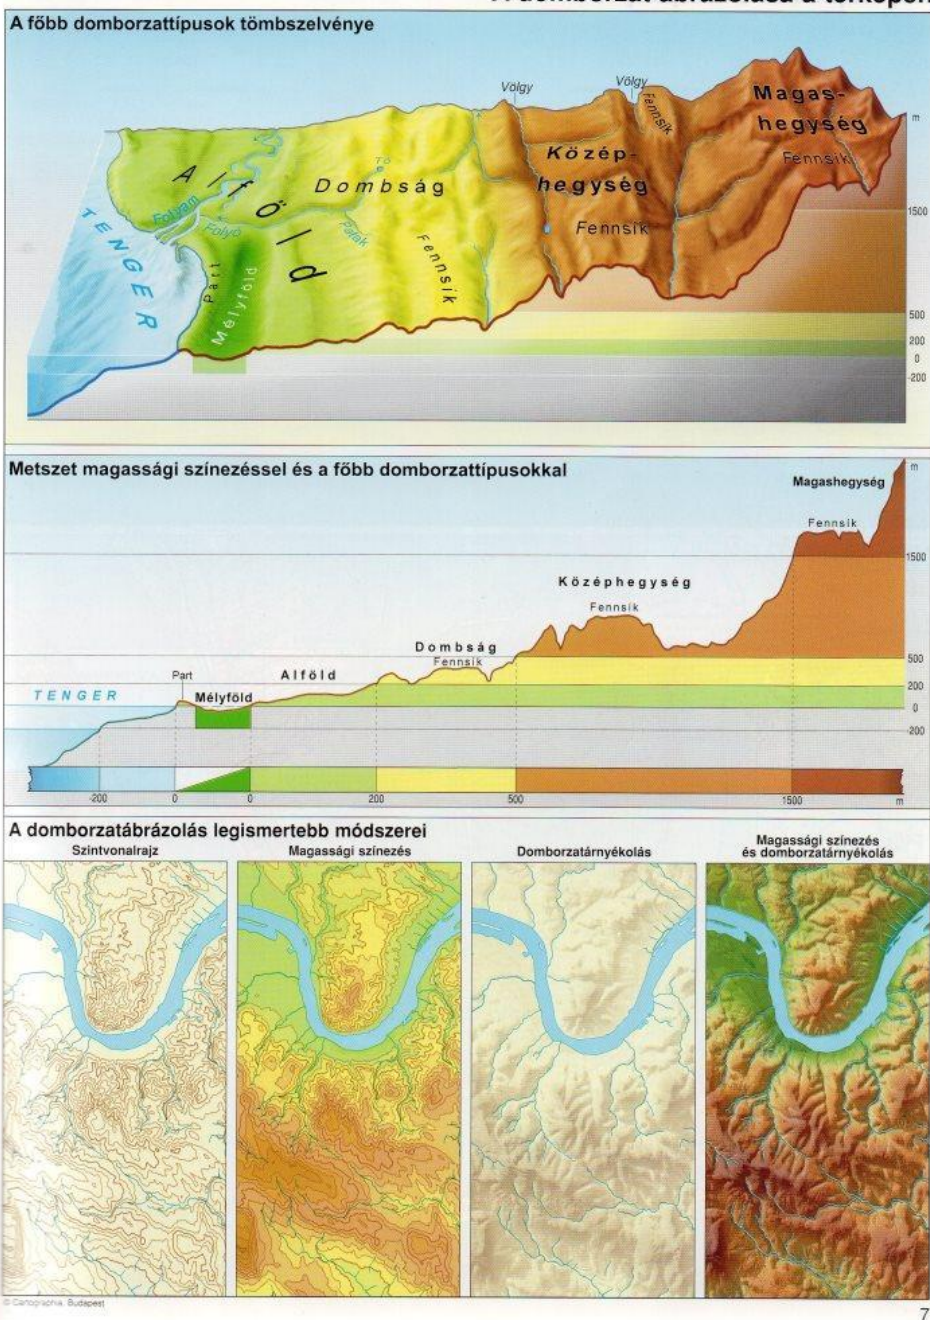 A főbb domborzattípusok tömbszelvénye
Völgy
Völgy
Fennsík
Magas-
hegység
Fennsík
m
Közép-
hegység
Fennsík
Tó
Dombság
Alföld
Folyam
Folyó
Patak
Fennsík
TENGER
Part
Mélyföld
1500
500
200
0
-200
Metszet magassági színezéssel és a főbb domborzattípusokkal
m
Magashegység
Fennsík
1500
Középhegység
Fennsík
Dombság
Fennsík
500
Part
Alföld
TENGER
Mélyföld
200
0
-200
-200 0 0 200 500 1500 m
A domborzatábrázolás legismertebb módszerei
Szintvonalrajz
Magassági színezés
Domborzatárnyékolás
Magassági színezés
és domborzatárnyékolás
© Cartographia, Budapest
7